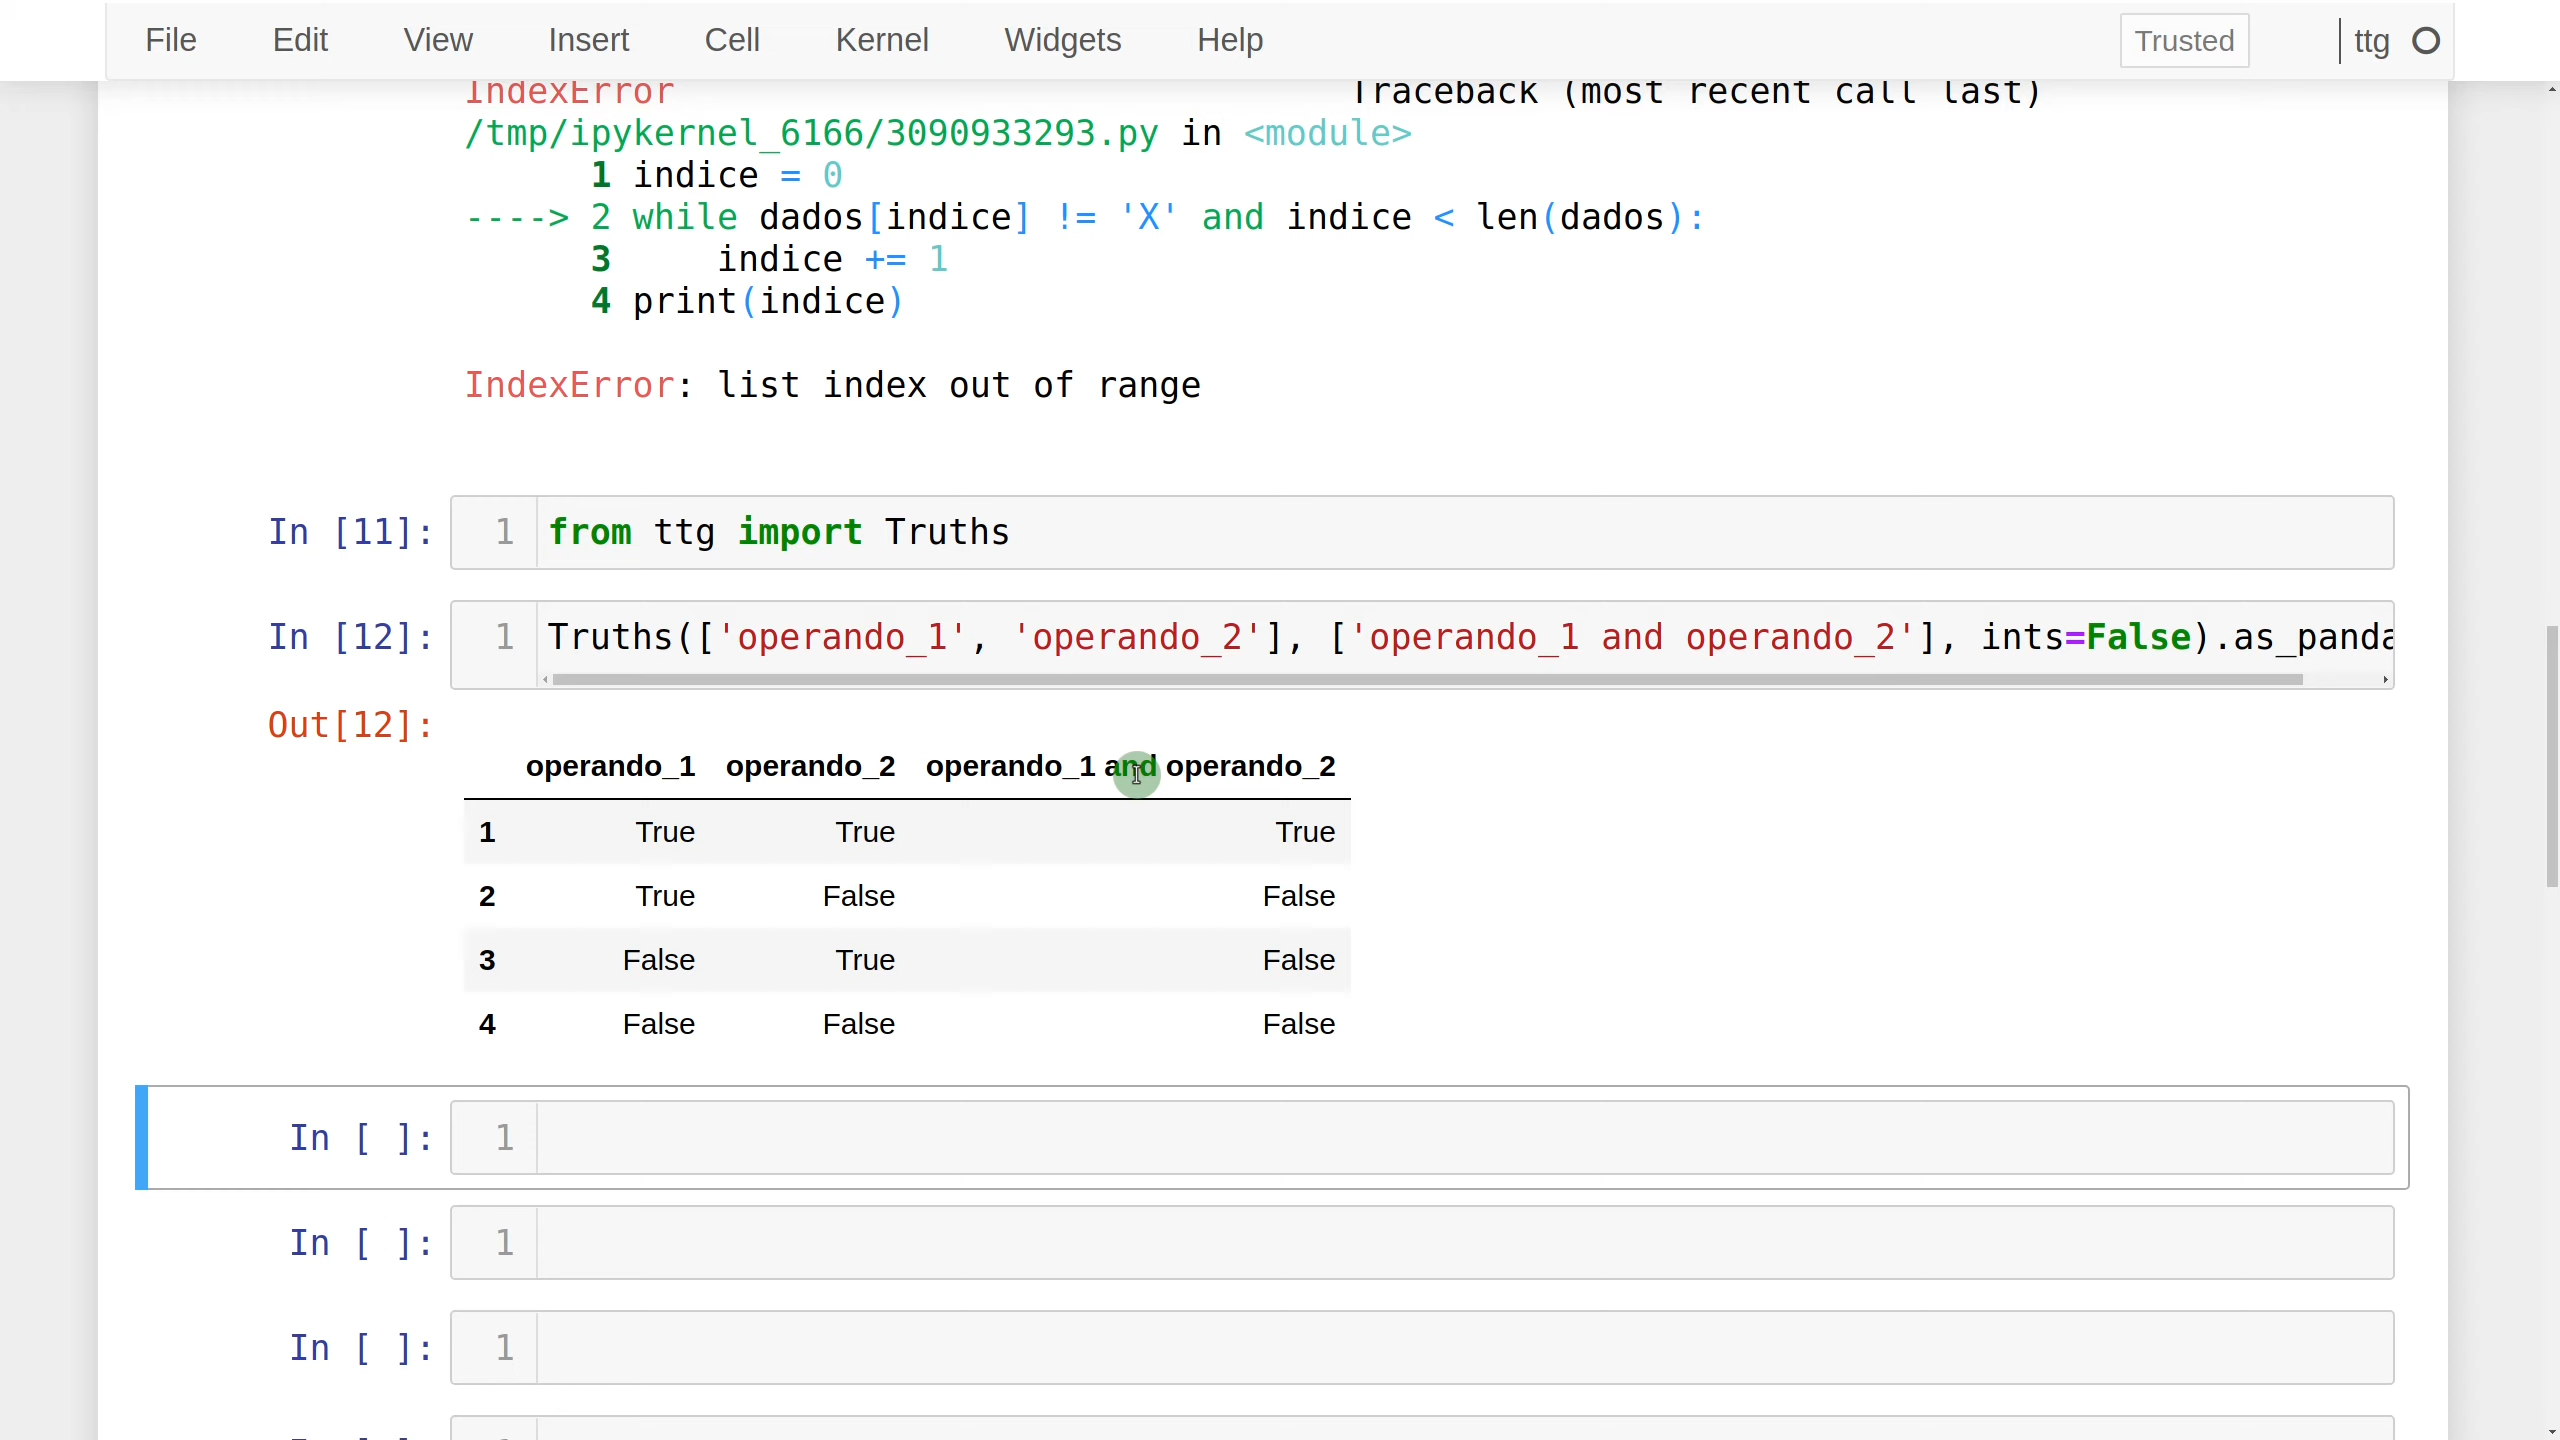 File Edit View Insert Cell Kernel Widgets Help Trusted ttg
IndexError Traceback (most recent call last)
/tmp/ipykernel_6166/3090933293.py in <module>
1 indice = 0
----> 2 while dados[indice] != 'X' and indice < len(dados):
3 indice += 1
4 print(indice)
IndexError: list index out of range
In [11]: 1 from ttg import Truths
In [12]: 1 Truths(['operando_1', 'operando_2'], ['operando_1 and operando_2'], ints=False).as_panda
Out[12]:
operando_1 operando_2 operando_1 and operando_2
1 True True True
2 True False False
3 False True False
4 False False False
In [ ]: 1
In [ ]: 1
In [ ]: 1